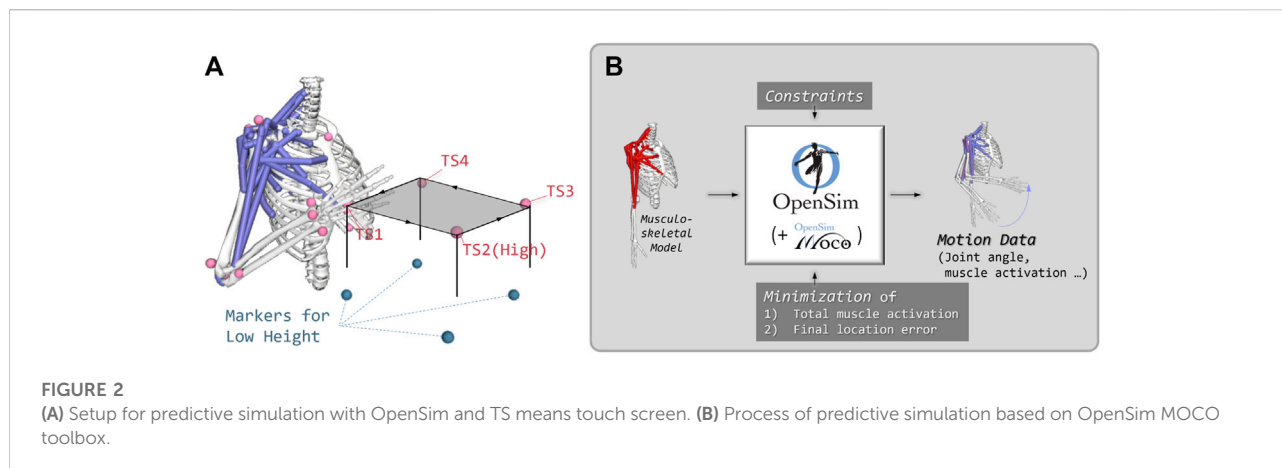 A
TS4
TS3
TS1
TS2(High)
Markers for
Low Height
B
Constraints
Musculo-
skeletal
Model
OpenSim
OpenSim
(+ Moco )
Motion Data
(Joint angle,
muscle activation …)
Minimization of
1) Total muscle activation
2) Final location error
FIGURE 2
(A) Setup for predictive simulation with OpenSim and TS means touch screen. (B) Process of predictive simulation based on OpenSim MOCO
toolbox.